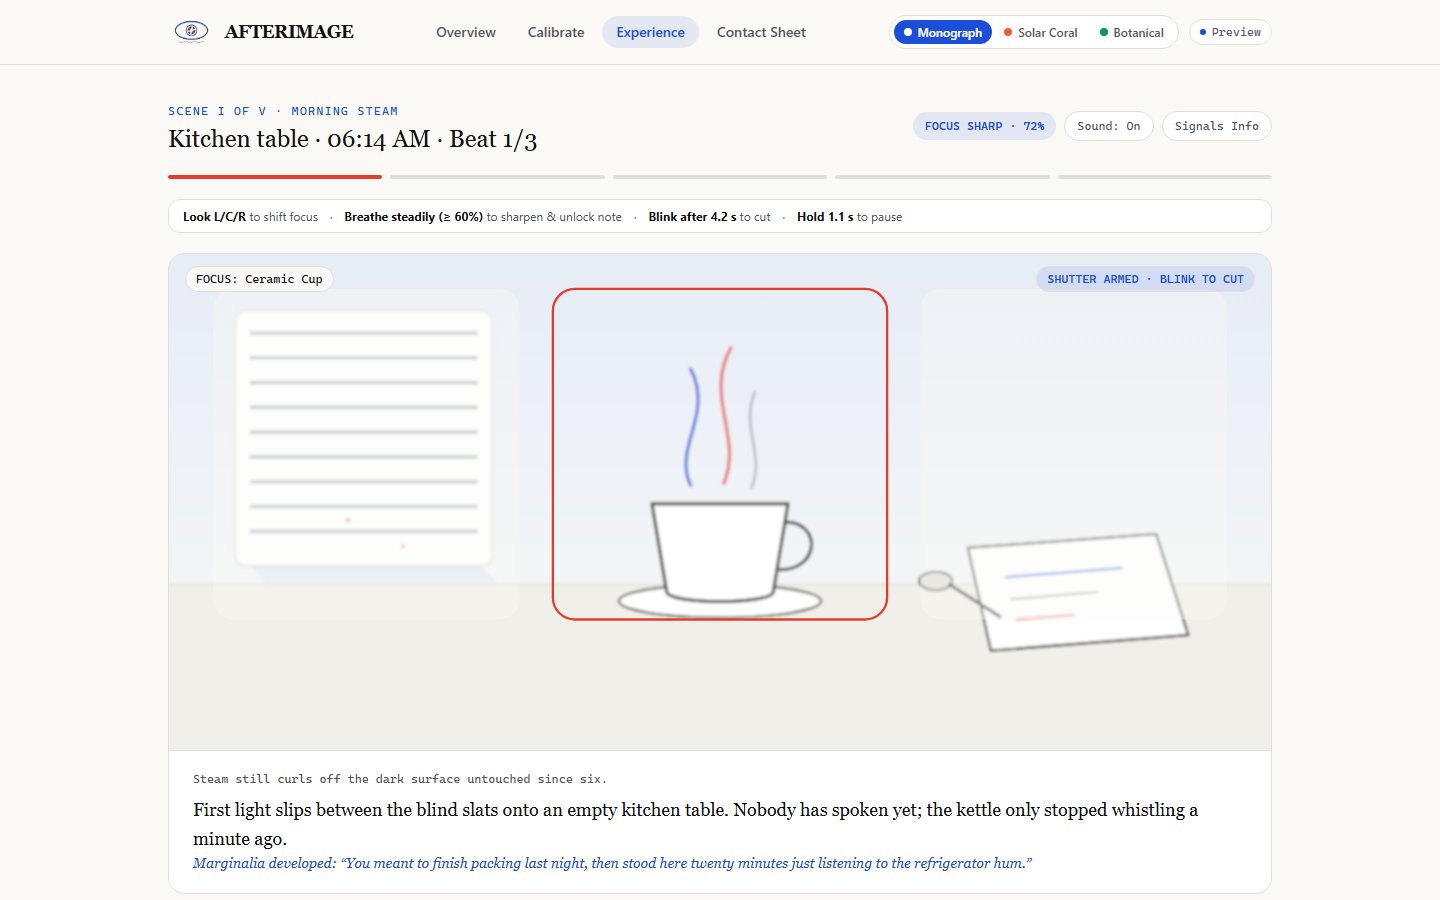 AFTERIMAGE
Overview
Calibrate
Experience
Contact Sheet
Monograph
Solar Coral
Botanical
Preview
SCENE I OF V · MORNING STEAM
Kitchen table · 06:14 AM · Beat 1/3
FOCUS SHARP · 72%
Sound: On
Signals Info
Look L/C/R to shift focus · Breathe steadily (≥ 60%) to sharpen & unlock note · Blink after 4.2 s to cut · Hold 1.1 s to pause
FOCUS: Ceramic Cup
SHUTTER ARMED · BLINK TO CUT
Steam still curls off the dark surface untouched since six.
First light slips between the blind slats onto an empty kitchen table. Nobody has spoken yet; the kettle only stopped whistling a
minute ago.
Marginalia developed: “You meant to finish packing last night, then stood here twenty minutes just listening to the refrigerator hum.”